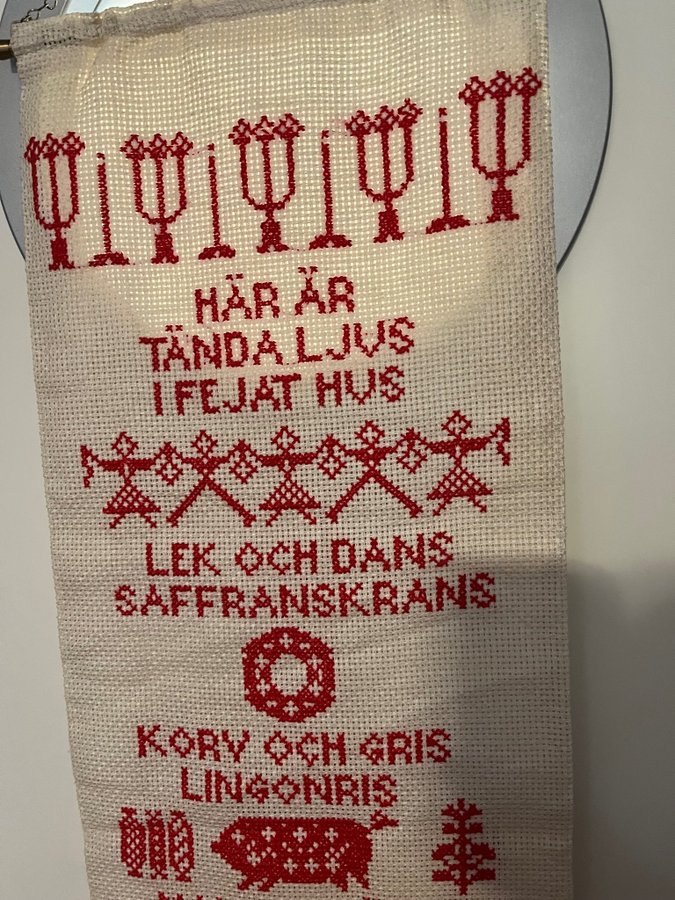 HÄR ÄR
TÄNDA LJUS
I FEJAT HUS
LEK OCH DANS
SAFFRANSKRANS
KORV OCH GRIS
LINGONRIS